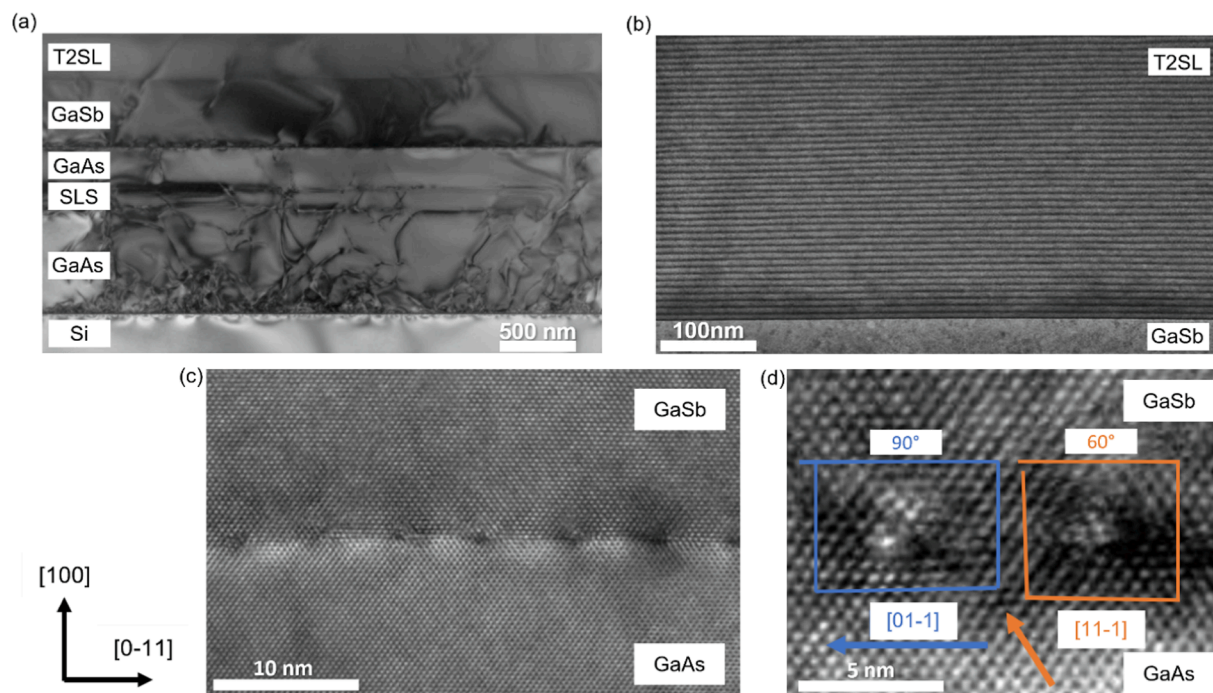 (a)
T2SL
GaSb
GaAs
SLS
GaAs
Si
500 nm
(b)
T2SL
100nm
GaSb
(c)
GaSb
10 nm
GaAs
[100]
[0-11]
(d)
GaSb
90°
60°
[01-1]
[11-1]
5 nm
GaAs